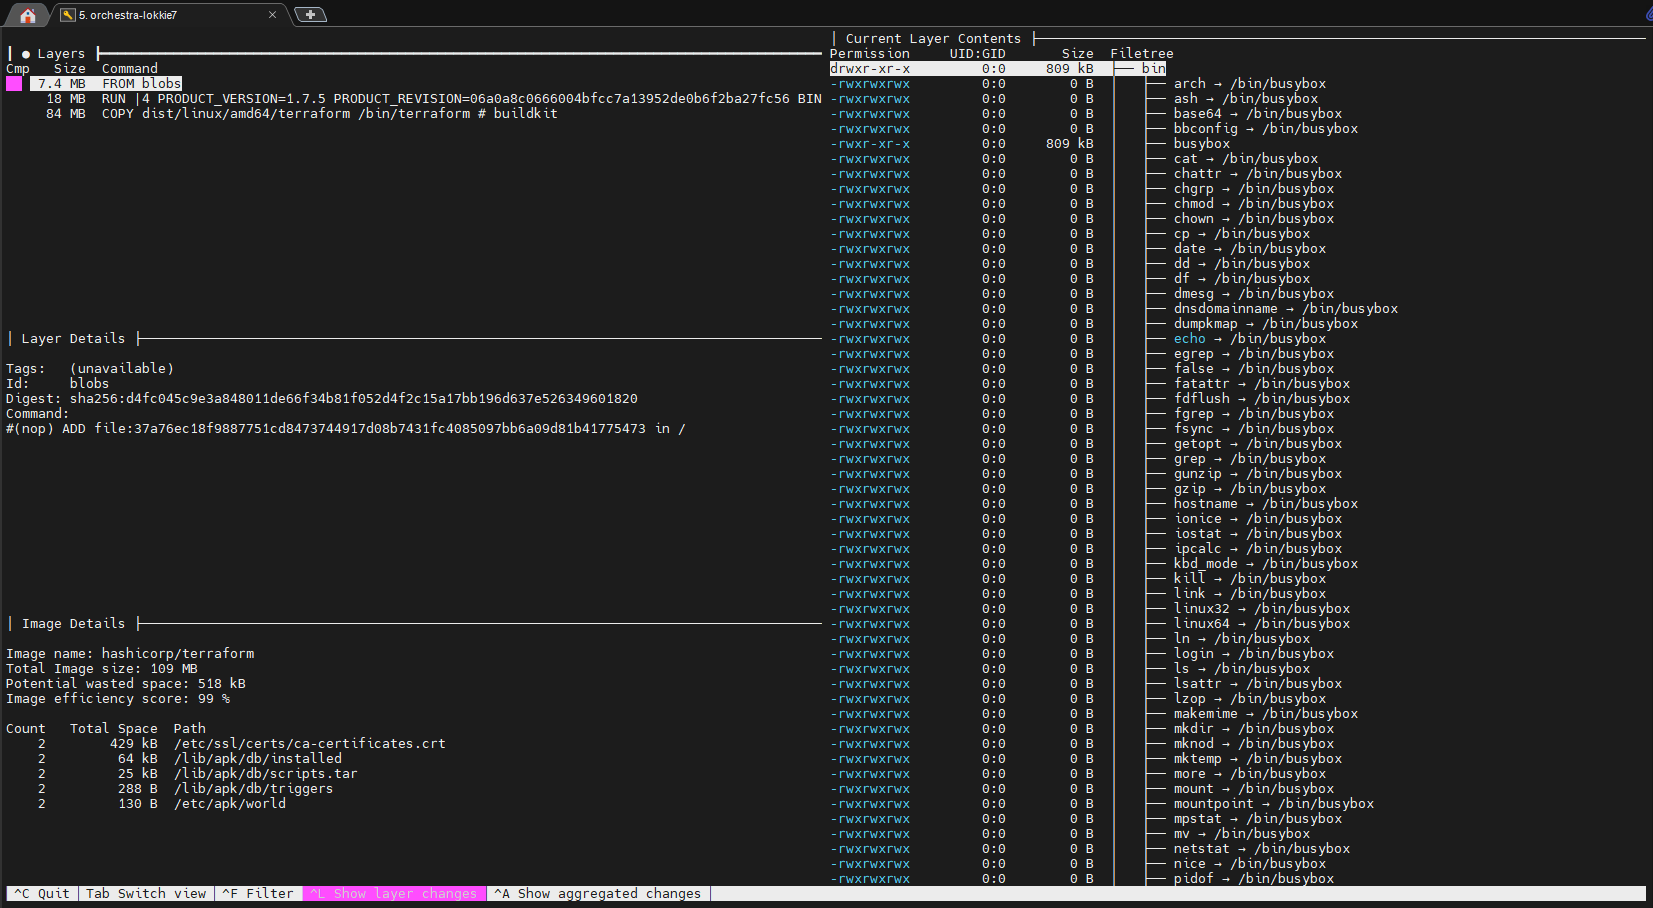 5. orchestra-lokkie7
● Layers
Cmp Size Command
7.4 MB FROM blobs
18 MB RUN |4 PRODUCT_VERSION=1.7.5 PRODUCT_REVISION=06a0a8c0666004bfcc7a13952de0b6f2ba27fc56 BIN
84 MB COPY dist/linux/amd64/terraform /bin/terraform # buildkit
Layer Details
Tags: (unavailable)
Id: blobs
Digest: sha256:d4fc045c9e3a848011de66f34b81f052d4f2c15a17bb196d637e526349601820
Command:
#(nop) ADD file:37a76ec18f9887751cd8473744917d08b7431fc4085097bb6a09d81b41775473 in /
Image Details
Image name: hashicorp/terraform
Total Image size: 109 MB
Potential wasted space: 518 kB
Image efficiency score: 99 %
Count Total Space Path
2 429 kB /etc/ssl/certs/ca-certificates.crt
2 64 kB /lib/apk/db/installed
2 25 kB /lib/apk/db/scripts.tar
2 288 B /lib/apk/db/triggers
2 130 B /etc/apk/world
Current Layer Contents
Permission UID:GID Size Filetree
drwxr-xr-x 0:0 809 kB ├── bin
-rwxrwxrwx 0:0 0 B │ ├── arch → /bin/busybox
-rwxrwxrwx 0:0 0 B │ ├── ash → /bin/busybox
-rwxrwxrwx 0:0 0 B │ ├── base64 → /bin/busybox
-rwxrwxrwx 0:0 0 B │ ├── bbconfig → /bin/busybox
-rwxr-xr-x 0:0 809 kB │ ├── busybox
-rwxrwxrwx 0:0 0 B │ ├── cat → /bin/busybox
-rwxrwxrwx 0:0 0 B │ ├── chattr → /bin/busybox
-rwxrwxrwx 0:0 0 B │ ├── chgrp → /bin/busybox
-rwxrwxrwx 0:0 0 B │ ├── chmod → /bin/busybox
-rwxrwxrwx 0:0 0 B │ ├── chown → /bin/busybox
-rwxrwxrwx 0:0 0 B │ ├── cp → /bin/busybox
-rwxrwxrwx 0:0 0 B │ ├── date → /bin/busybox
-rwxrwxrwx 0:0 0 B │ ├── dd → /bin/busybox
-rwxrwxrwx 0:0 0 B │ ├── df → /bin/busybox
-rwxrwxrwx 0:0 0 B │ ├── dmesg → /bin/busybox
-rwxrwxrwx 0:0 0 B │ ├── dnsdomainname → /bin/busybox
-rwxrwxrwx 0:0 0 B │ ├── dumpkmap → /bin/busybox
-rwxrwxrwx 0:0 0 B │ ├── echo → /bin/busybox
-rwxrwxrwx 0:0 0 B │ ├── egrep → /bin/busybox
-rwxrwxrwx 0:0 0 B │ ├── false → /bin/busybox
-rwxrwxrwx 0:0 0 B │ ├── fatattr → /bin/busybox
-rwxrwxrwx 0:0 0 B │ ├── fdflush → /bin/busybox
-rwxrwxrwx 0:0 0 B │ ├── fgrep → /bin/busybox
-rwxrwxrwx 0:0 0 B │ ├── fsync → /bin/busybox
-rwxrwxrwx 0:0 0 B │ ├── getopt → /bin/busybox
-rwxrwxrwx 0:0 0 B │ ├── grep → /bin/busybox
-rwxrwxrwx 0:0 0 B │ ├── gunzip → /bin/busybox
-rwxrwxrwx 0:0 0 B │ ├── gzip → /bin/busybox
-rwxrwxrwx 0:0 0 B │ ├── hostname → /bin/busybox
-rwxrwxrwx 0:0 0 B │ ├── ionice → /bin/busybox
-rwxrwxrwx 0:0 0 B │ ├── iostat → /bin/busybox
-rwxrwxrwx 0:0 0 B │ ├── ipcalc → /bin/busybox
-rwxrwxrwx 0:0 0 B │ ├── kbd_mode → /bin/busybox
-rwxrwxrwx 0:0 0 B │ ├── kill → /bin/busybox
-rwxrwxrwx 0:0 0 B │ ├── link → /bin/busybox
-rwxrwxrwx 0:0 0 B │ ├── linux32 → /bin/busybox
-rwxrwxrwx 0:0 0 B │ ├── linux64 → /bin/busybox
-rwxrwxrwx 0:0 0 B │ ├── ln → /bin/busybox
-rwxrwxrwx 0:0 0 B │ ├── login → /bin/busybox
-rwxrwxrwx 0:0 0 B │ ├── ls → /bin/busybox
-rwxrwxrwx 0:0 0 B │ ├── lsattr → /bin/busybox
-rwxrwxrwx 0:0 0 B │ ├── lzop → /bin/busybox
-rwxrwxrwx 0:0 0 B │ ├── makemime → /bin/busybox
-rwxrwxrwx 0:0 0 B │ ├── mkdir → /bin/busybox
-rwxrwxrwx 0:0 0 B │ ├── mknod → /bin/busybox
-rwxrwxrwx 0:0 0 B │ ├── mktemp → /bin/busybox
-rwxrwxrwx 0:0 0 B │ ├── more → /bin/busybox
-rwxrwxrwx 0:0 0 B │ ├── mount → /bin/busybox
-rwxrwxrwx 0:0 0 B │ ├── mountpoint → /bin/busybox
-rwxrwxrwx 0:0 0 B │ ├── mpstat → /bin/busybox
-rwxrwxrwx 0:0 0 B │ ├── mv → /bin/busybox
-rwxrwxrwx 0:0 0 B │ ├── netstat → /bin/busybox
-rwxrwxrwx 0:0 0 B │ ├── nice → /bin/busybox
-rwxrwxrwx 0:0 0 B │ ├── pidof → /bin/busybox
^C Quit Tab Switch view ^F Filter ^L Show layer changes ^A Show aggregated changes